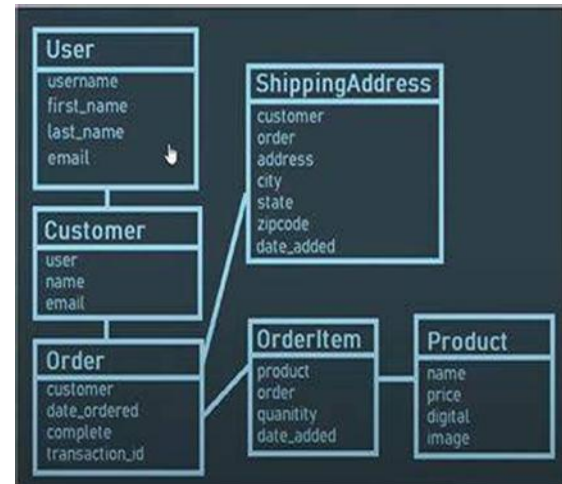 User
username
first_name
last_name
email
Customer
user
name
email
Order
customer
date_ordered
complete
transaction_id
ShippingAddress
customer
order
address
city
state
zipcode
date_added
OrderItem
product
order
quanitity
date_added
Product
name
price
digital
image